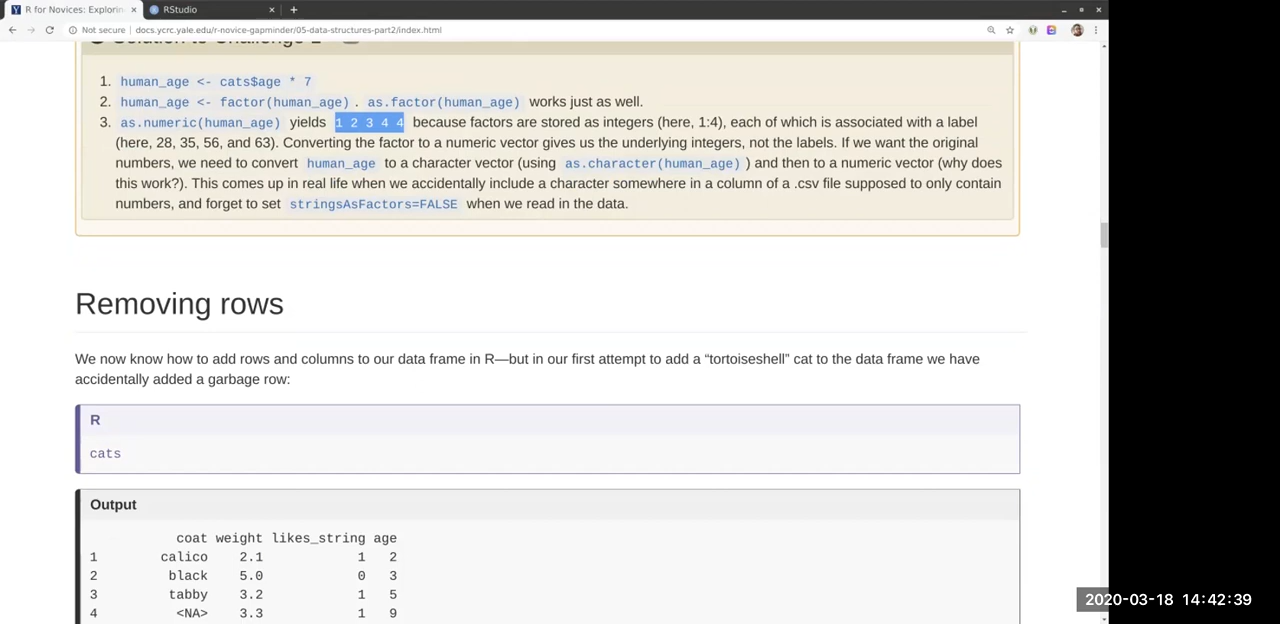 R for Novices: Explorin
RStudio
Not secure | docs.ycrc.yale.edu/r-novice-gapminder/05-data-structures-part2/index.html
1. human_age <- cats$age * 7
2. human_age <- factor(human_age) . as.factor(human_age) works just as well.
3. as.numeric(human_age) yields 1 2 3 4 4 because factors are stored as integers (here, 1:4), each of which is associated with a label
(here, 28, 35, 56, and 63). Converting the factor to a numeric vector gives us the underlying integers, not the labels. If we want the original
numbers, we need to convert human_age to a character vector (using as.character(human_age) ) and then to a numeric vector (why does
this work?). This comes up in real life when we accidentally include a character somewhere in a column of a .csv file supposed to only contain
numbers, and forget to set stringsAsFactors=FALSE when we read in the data.
Removing rows
We now know how to add rows and columns to our data frame in R—but in our first attempt to add a “tortoiseshell” cat to the data frame we have
accidentally added a garbage row:
R
cats
Output
coat weight likes_string age
1 calico 2.1 1 2
2 black 5.0 0 3
3 tabby 3.2 1 5
4 <NA> 3.3 1 9
2020-03-18 14:42:39